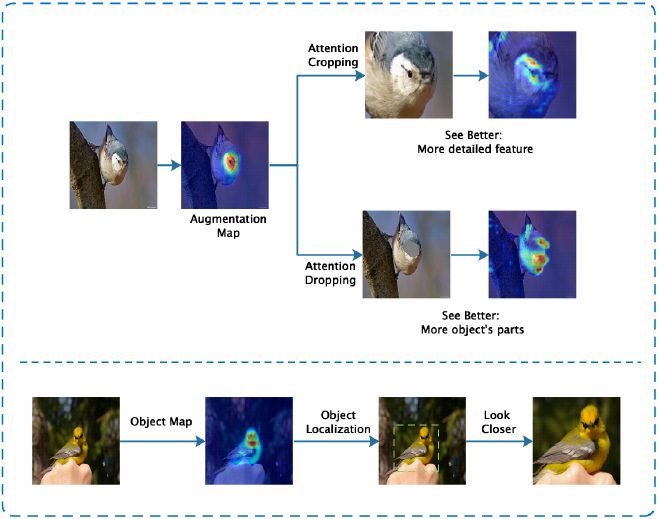 Attention
Cropping
See Better:
More detailed feature
Augmentation
Map
Attention
Dropping
See Better:
More object's parts
Object Map
Object
Localization
Look
Closer